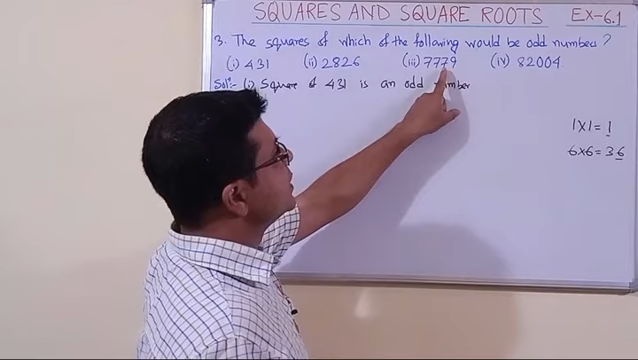 SQUARES AND SQUARE ROOTS EX-6.1
3. The squares of which of the following would be odd numbers?
(i) 431 (ii) 2826 (iii) 7779 (iv) 82004
Sol:- (i) Square of 431 is an odd number
1X1=1
6X6=36